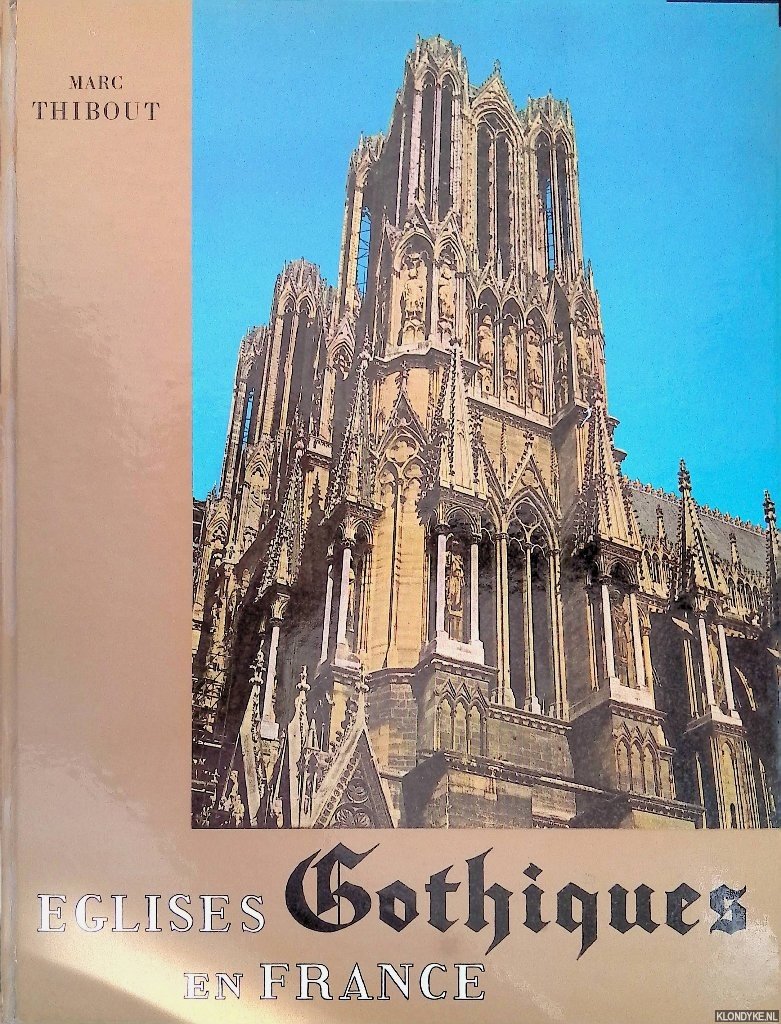 MARC
THIBOUT
EGLISES Gothiques
EN FRANCE
KLONDYKE.NL